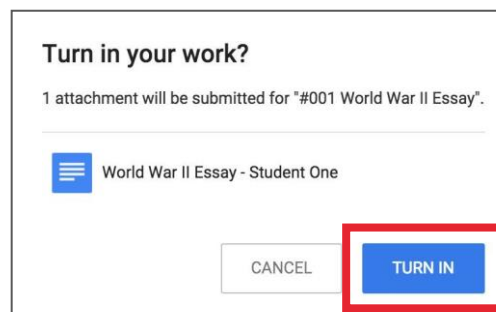 Turn in your work?
1 attachment will be submitted for "#001 World War II Essay".
World War II Essay - Student One
CANCEL
TURN IN